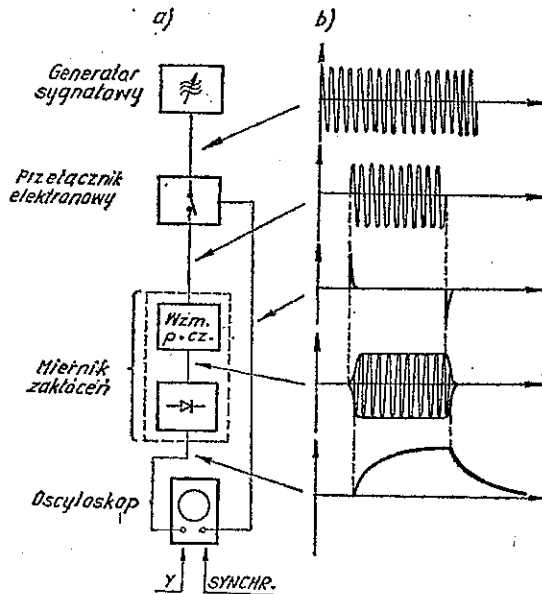 a)
b)
Generator
sygnałowy
Przełącznik
elektronowy
Wzm.
p.cz.
Miernik
zakłóceń
Oscyloskop
Y
SYNCHR.